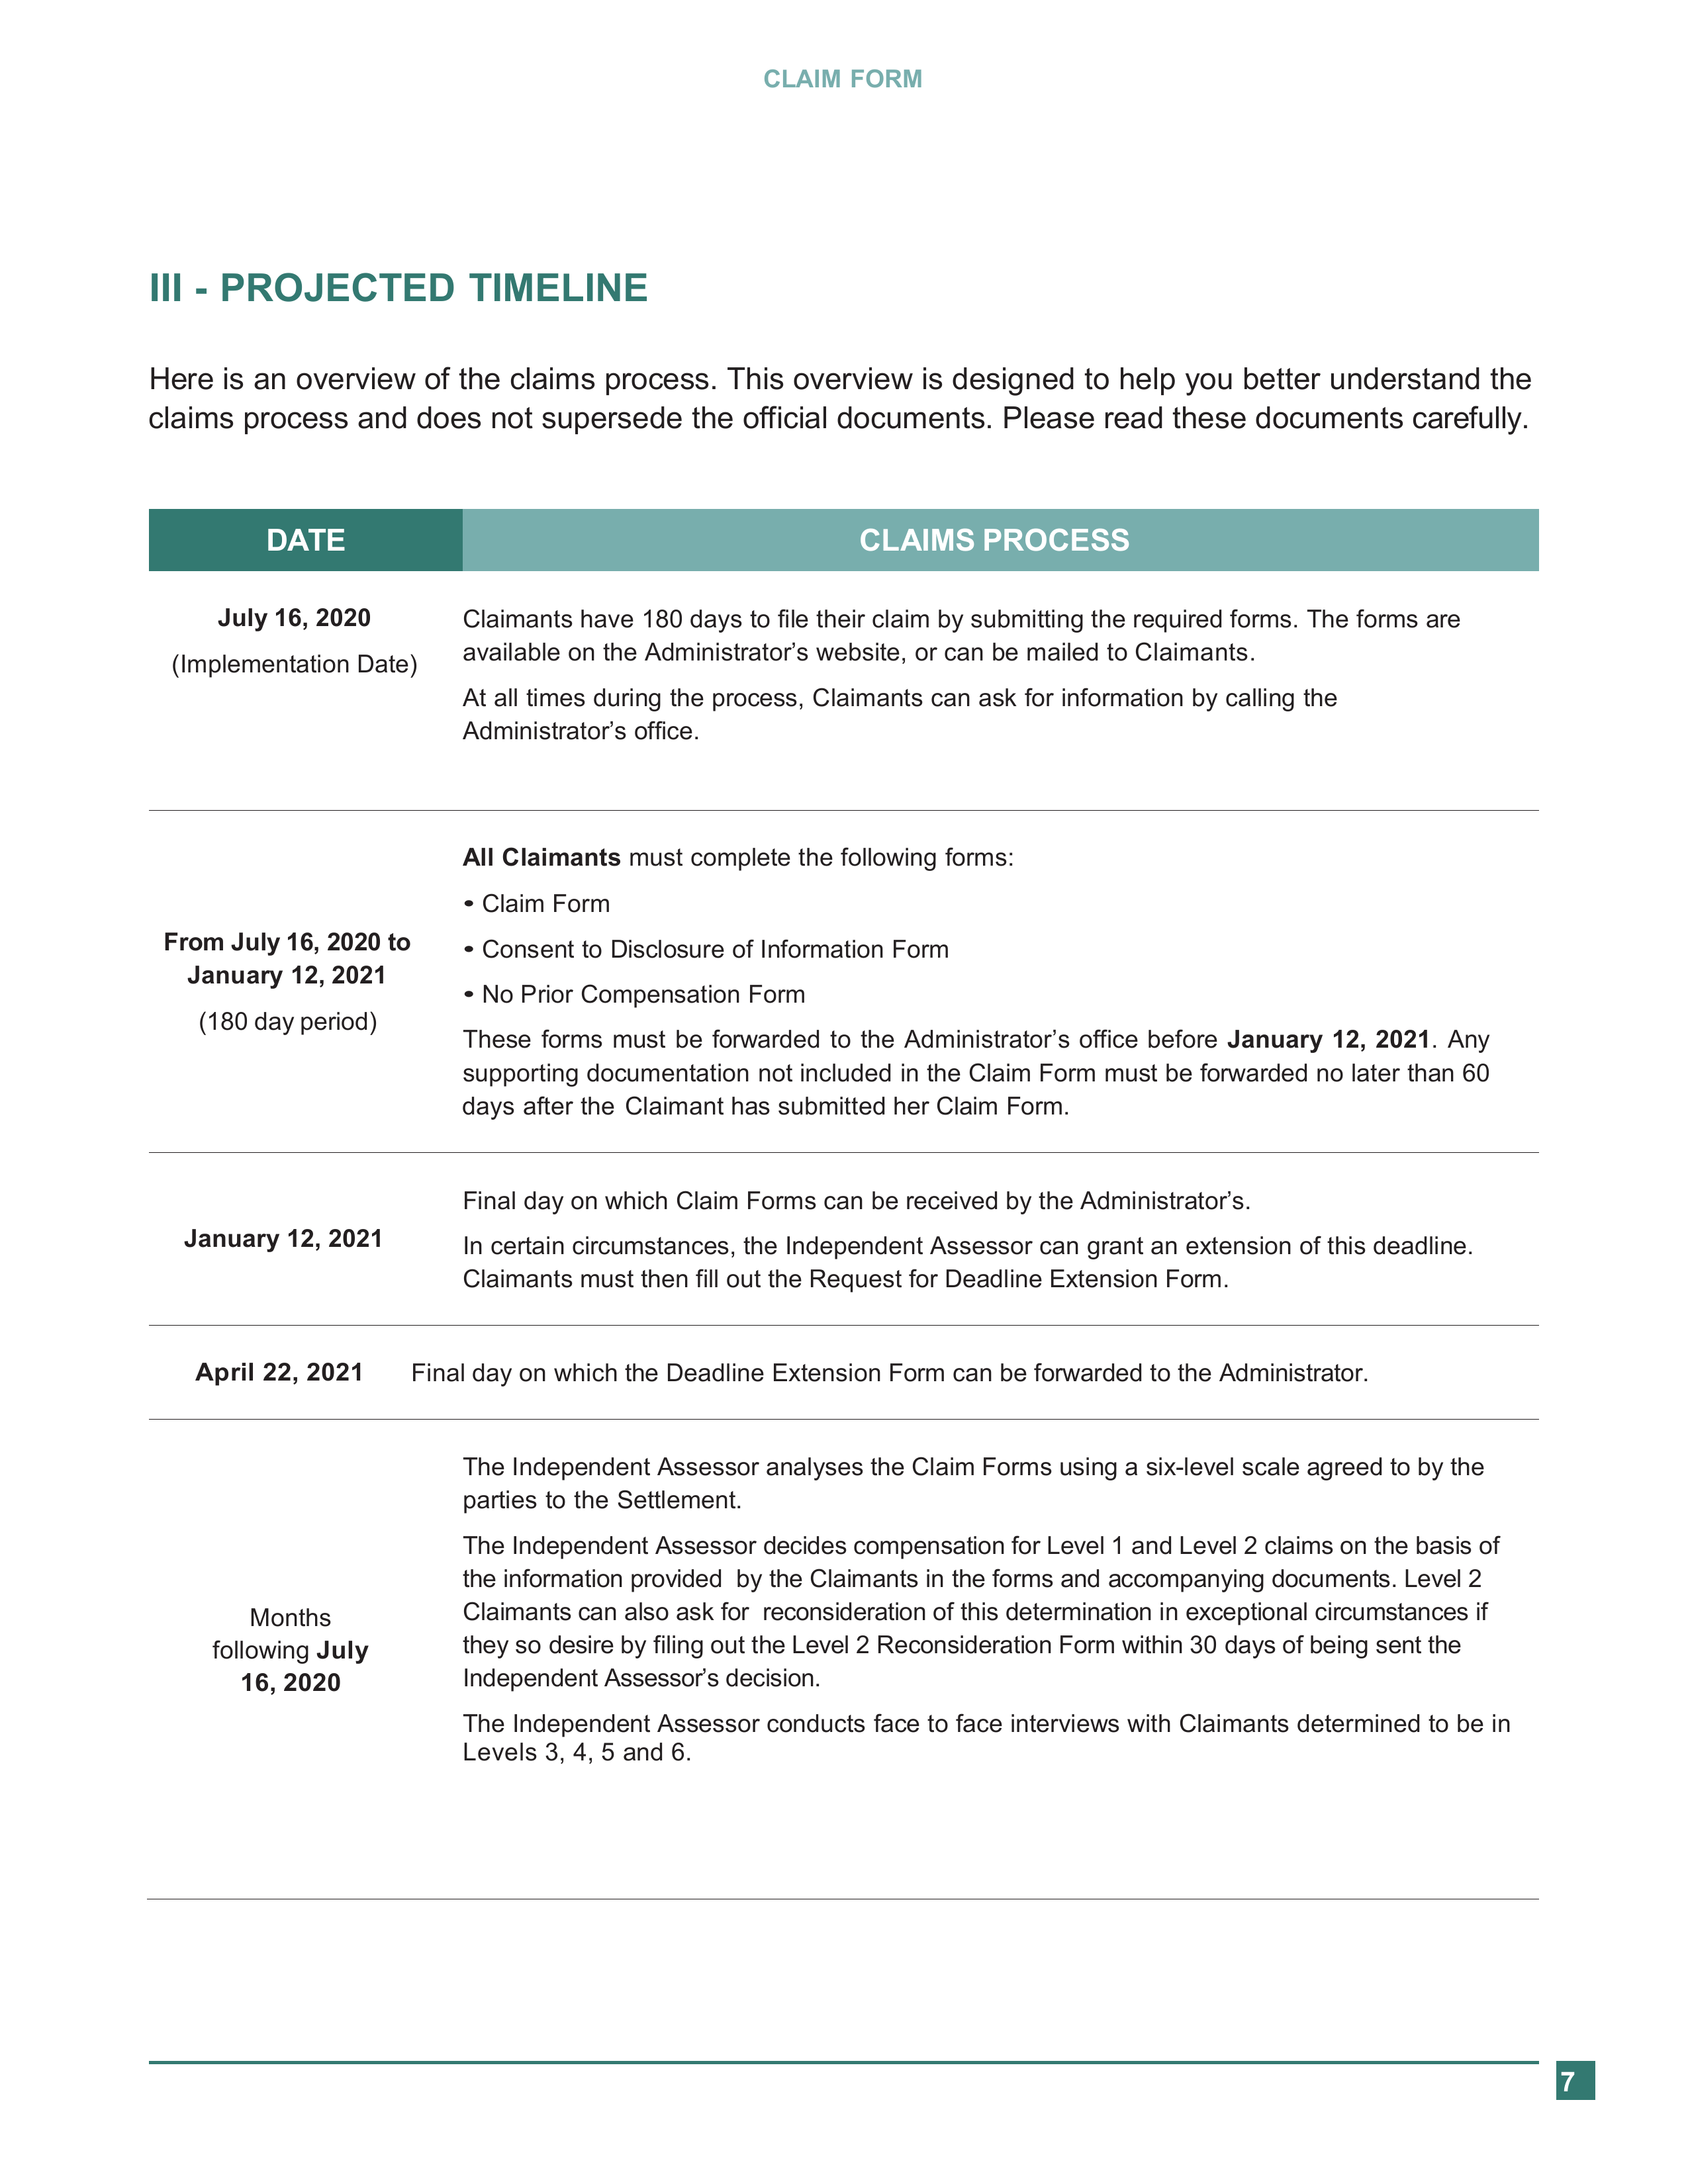 CLAIM FORM
III - PROJECTED TIMELINE
Here is an overview of the claims process. This overview is designed to help you better understand the
claims process and does not supersede the official documents. Please read these documents carefully.
DATE
CLAIMS PROCESS
July 16, 2020
(Implementation Date)
Claimants have 180 days to file their claim by submitting the required forms. The forms are
available on the Administrator’s website, or can be mailed to Claimants.
At all times during the process, Claimants can ask for information by calling the
Administrator’s office.
From July 16, 2020 to
January 12, 2021
(180 day period)
All Claimants must complete the following forms:
• Claim Form
• Consent to Disclosure of Information Form
• No Prior Compensation Form
These forms must be forwarded to the Administrator’s office before January 12, 2021. Any
supporting documentation not included in the Claim Form must be forwarded no later than 60
days after the Claimant has submitted her Claim Form.
January 12, 2021
Final day on which Claim Forms can be received by the Administrator’s.
In certain circumstances, the Independent Assessor can grant an extension of this deadline.
Claimants must then fill out the Request for Deadline Extension Form.
April 22, 2021
Final day on which the Deadline Extension Form can be forwarded to the Administrator.
Months
following July
16, 2020
The Independent Assessor analyses the Claim Forms using a six-level scale agreed to by the
parties to the Settlement.
The Independent Assessor decides compensation for Level 1 and Level 2 claims on the basis of
the information provided by the Claimants in the forms and accompanying documents. Level 2
Claimants can also ask for reconsideration of this determination in exceptional circumstances if
they so desire by filing out the Level 2 Reconsideration Form within 30 days of being sent the
Independent Assessor’s decision.
The Independent Assessor conducts face to face interviews with Claimants determined to be in
Levels 3, 4, 5 and 6.
7